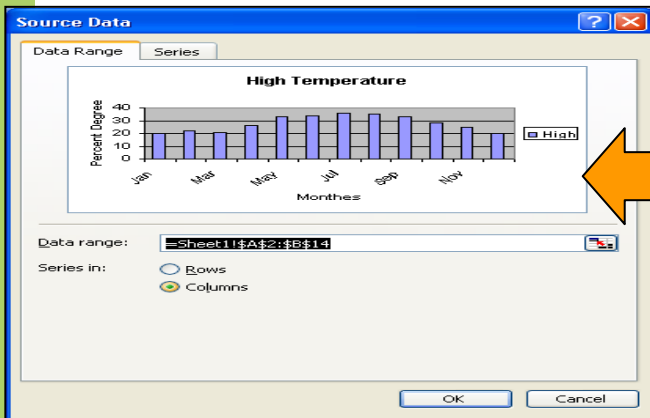 Source Data
Data Range Series
High Temperature
Percent Degree
40
30
20
10
0
High
Jan Mar May Jul Sep Nov
Monthes
Data range: =Sheet1!$A$2:$B$14
Series in: Rows
Columns
OK Cancel